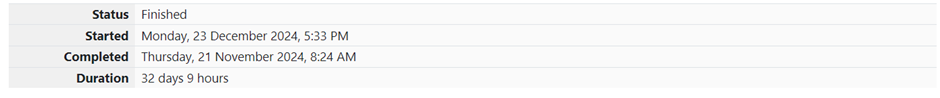 Status Finished
Started Monday, 23 December 2024, 5:33 PM
Completed Thursday, 21 November 2024, 8:24 AM
Duration 32 days 9 hours